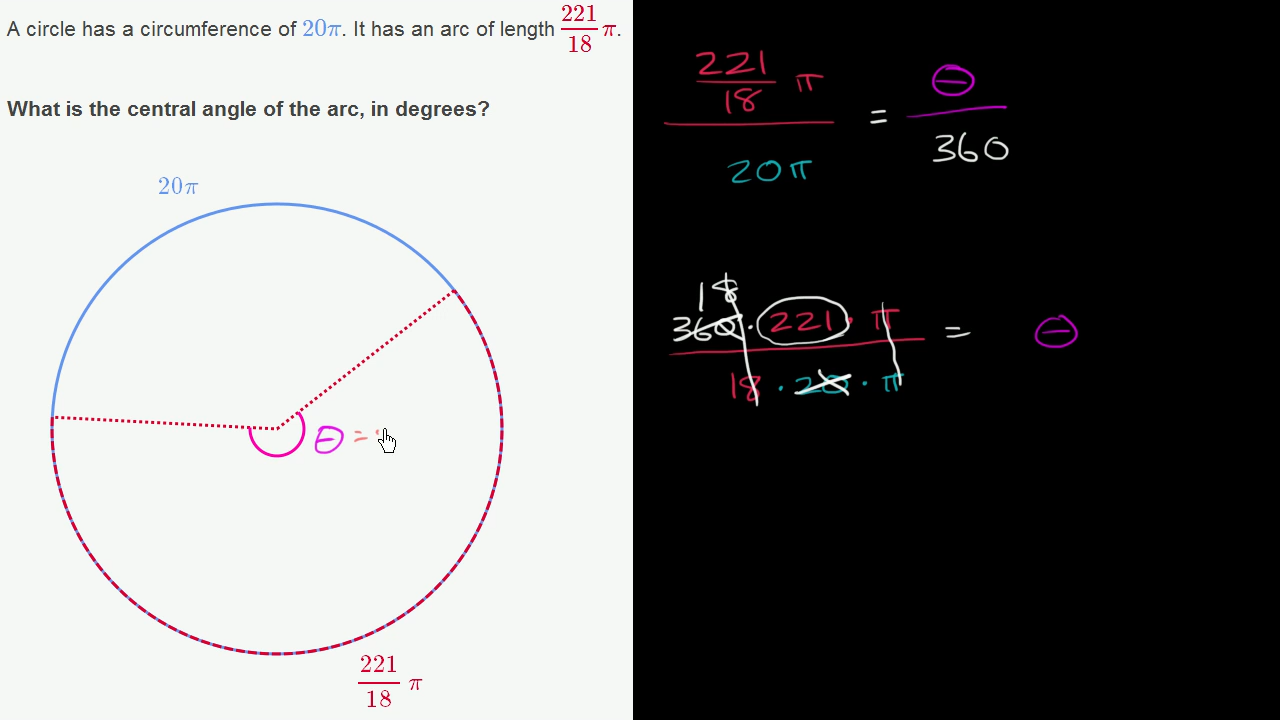 A circle has a circumference of 20π. It has an arc of length 221/18 π.
What is the central angle of the arc, in degrees?
20π
θ =
221/18 π
221/18 π / 20π = θ / 360
18
360 · 221 · π / 18 · 20 · π = θ